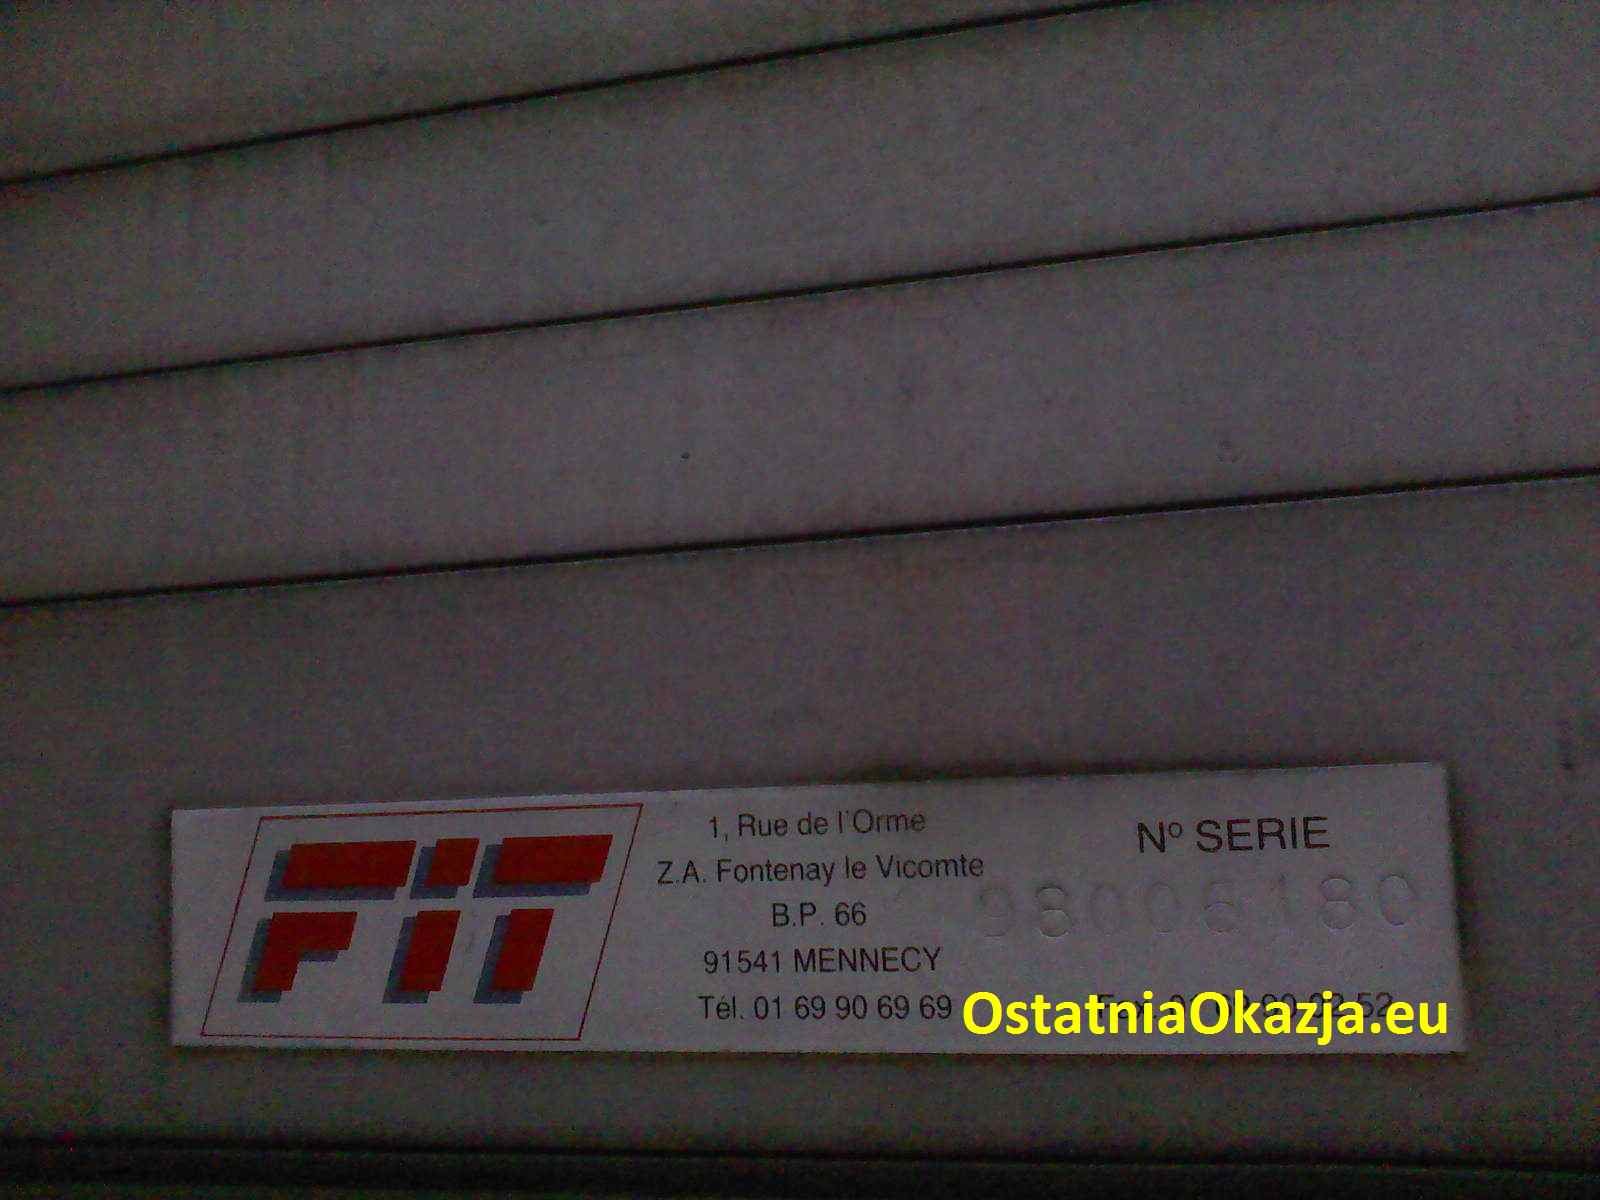 FIT
1, Rue de l'Orme
Z.A. Fontenay le Vicomte
B.P. 66
91541 MENNECY
Tél. 01 69 90 69 69
Nº SERIE
OstatniaOkazja.eu